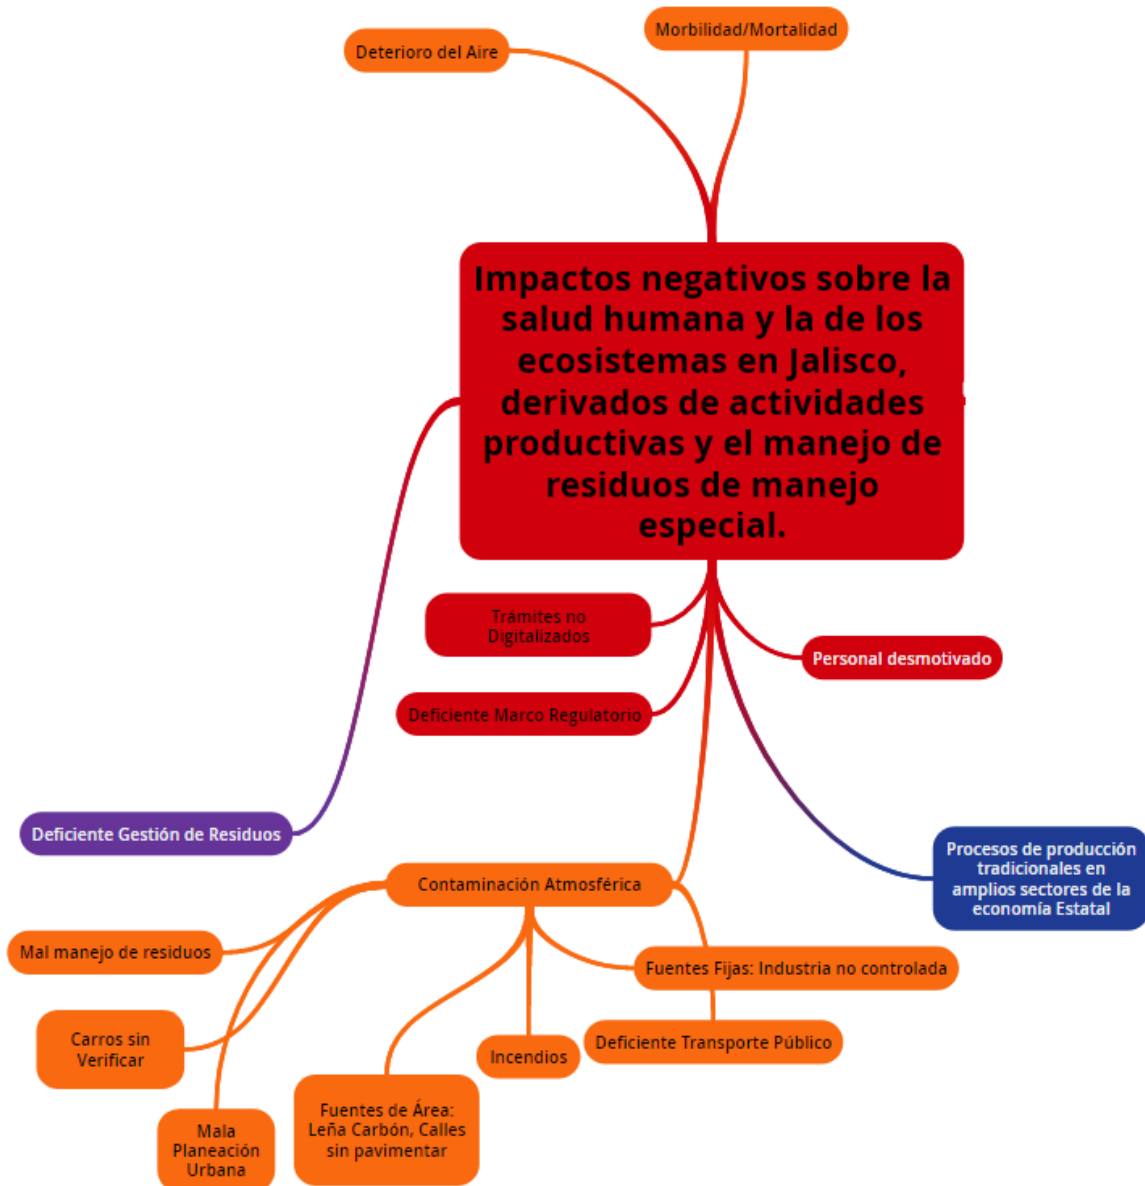 Morbilidad/Mortalidad
Deterioro del Aire
Impactos negativos sobre la
salud humana y la de los
ecosistemas en Jalisco,
derivados de actividades
productivas y el manejo de
residuos de manejo
especial.
Trámites no
Digitalizados
Personal desmotivado
Deficiente Marco Regulatorio
Deficiente Gestión de Residuos
Procesos de producción
tradicionales en
amplios sectores de la
economía Estatal
Contaminación Atmosférica
Mal manejo de residuos
Fuentes Fijas: Industria no controlada
Carros sin
Verificar
Deficiente Transporte Público
Incendios
Fuentes de Área:
Leña Carbón, Calles
sin pavimentar
Mala
Planeación
Urbana